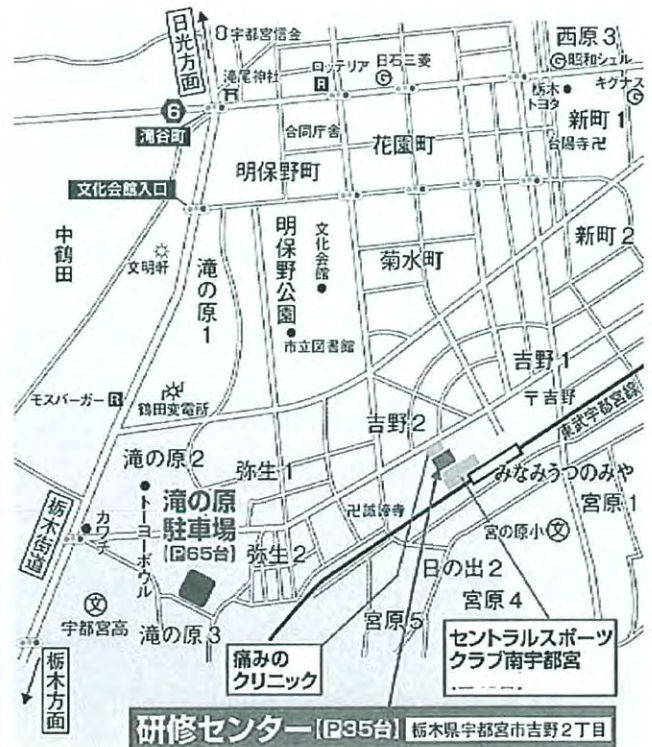 日光方面
宇都宮信金
滝尾神社
ロッテリア
日石三菱
西原3
昭和シェル
キグナス
栃木
トヨタ
新町1
台陽寺卍
6
滝谷町
合同庁舎
花園町
明保野町
文化会館入口
中鶴田
文明軒
滝の原1
明保野公園
文化会館
菊水町
新町2
市立図書館
吉野1
〒吉野
東武宇都宮線
モスバーガー
鶴田変電所
吉野2
滝の原2
弥生1
みなみうつのみや
宮原1
栃木街道
カワチ
トーヨーボウル
滝の原
駐車場
【P65台】
弥生2
宮の原小
文
日の出2
文
宇都宮高
滝の原3
宮原5
宮原4
栃木方面
痛みの
クリニック
セントラルスポーツ
クラブ南宇都宮
研修センター【P35台】 栃木県宇都宮市吉野2丁目